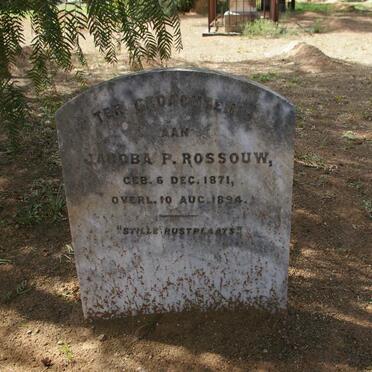 TER GEDACHTENIS
AAN
JACOBA P. ROSSOUW,
GEB. 6 DEC. 1871,
OVERL. 10 AUG. 1894.
"STILLE RUSTPLAATS"